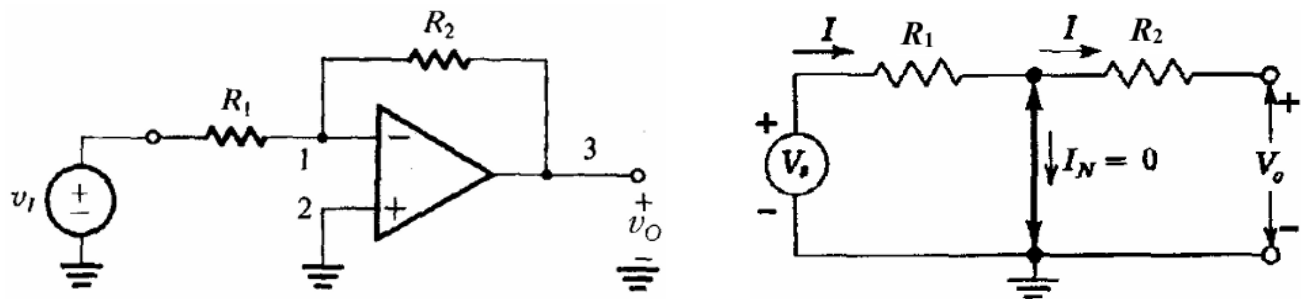 R₂
R₁
1
−
2
+
3
v_I
+
−
+
v_O
−
I
R₁
I
R₂
+
V_s
−
I_N = 0
+
V_o
−